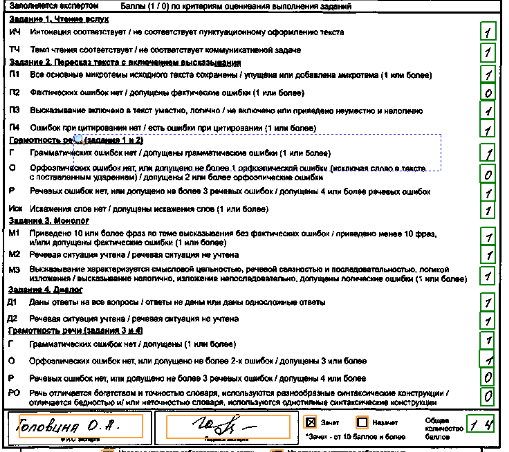 Заполняется экспертом Баллы (1 / 0) по критериям оценивания выполнения заданий
Задание 1. Чтение вслух
ИЧ Интонация соответствует / не соответствует пунктуационному оформлению текста 1
ТЧ Темп чтения соответствует / не соответствует коммуникативной задаче 1
Задание 2. Пересказ текста с включением высказывания
П1 Все основные микротемы исходного текста сохранены / упущена или добавлена микротема (1 или более) 1
П2 Фактических ошибок нет / допущены фактические ошибки (1 или более) 0
П3 Высказывание включено в текст уместно, логично / не включено или приведено неуместно и нелогично 1
П4 Ошибок при цитировании нет / есть ошибки при цитировании (1 или более) 1
Грамотность речи (задания 1 и 2)
Г Грамматических ошибок нет / допущены грамматические ошибки (1 или более) 1
О Орфоэпических ошибок нет, или допущено не более 1 орфоэпической ошибки (исключая слово в тексте
с поставленным ударением) / допущены 2 или более орфоэпические ошибки 0
Р Речевых ошибок нет, или допущено не более 3 речевых ошибок / допущены 4 или более речевых ошибок 1
Иск Искажения слов нет / допущены искажения слов (1 или более) 1
Задание 3. Монолог
М1 Приведено 10 или более фраз по теме высказывания без фактических ошибок / приведено менее 10 фраз,
и/или допущены фактические ошибки (1 или более) 1
М2 Речевая ситуация учтена / речевая ситуация не учтена 1
М3 Высказывание характеризуется смысловой цельностью, речевой связностью и последовательностью, логикой
изложения / высказывание нелогично, изложение непоследовательно, допущены логические ошибки (1 или более) 1
Задание 4. Диалог
Д1 Даны ответы на все вопросы / ответы не даны или даны односложные ответы 1
Д2 Речевая ситуация учтена / речевая ситуация не учтена 1
Грамотность речи (задания 3 и 4)
Г Грамматических ошибок нет / допущены (1 или более) 1
О Орфоэпических ошибок нет, или допущено не более 2-х ошибок / допущены 3 или более 1
Р Речевых ошибок нет, или допущено не более 3 речевых ошибок / допущены 4 или более 0
РО Речь отличается богатством и точностью словаря, используются разнообразные синтаксические конструкции /
отличается бедностью и/ или неточностью словаря, используются однотипные синтаксические конструкции 0
Головина О. А. Зачет Незачет Общее количество баллов 14
Ф.И.О. эксперта Подпись эксперта *Зачет - от 10 баллов и более